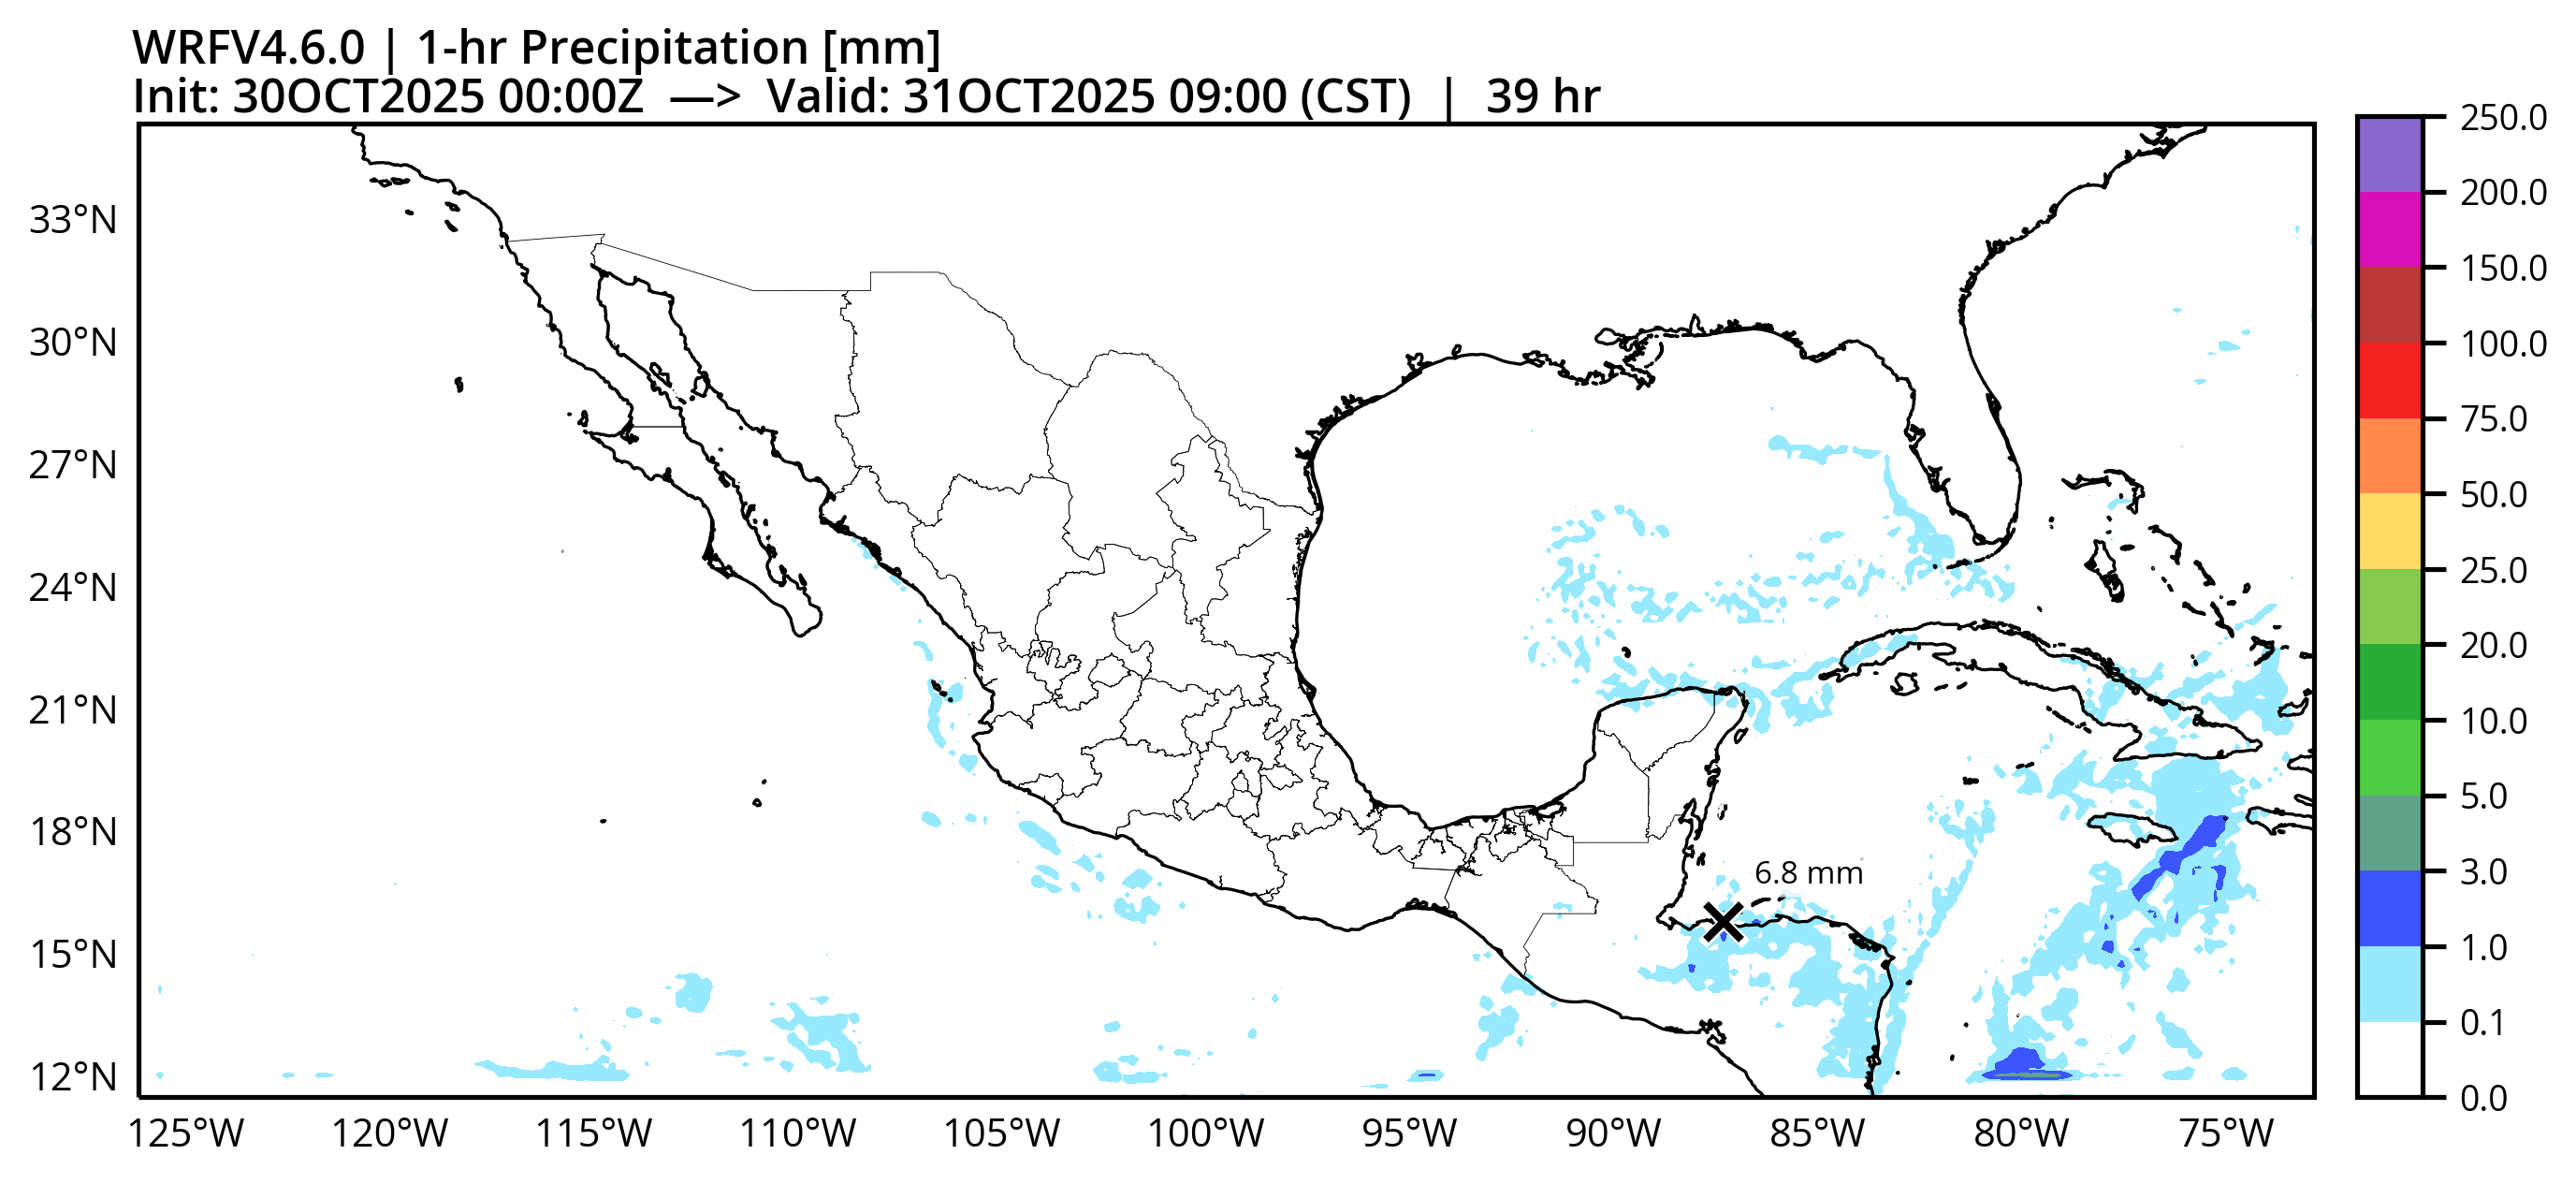 WRFV4.6.0 | 1-hr Precipitation [mm]
Init: 30OCT2025 00:00Z —> Valid: 31OCT2025 09:00 (CST) | 39 hr
33°N
30°N
27°N
24°N
21°N
18°N
15°N
12°N
125°W
120°W
115°W
110°W
105°W
100°W
95°W
90°W
85°W
80°W
75°W
6.8 mm
250.0
200.0
150.0
100.0
75.0
50.0
25.0
20.0
10.0
5.0
3.0
1.0
0.1
0.0